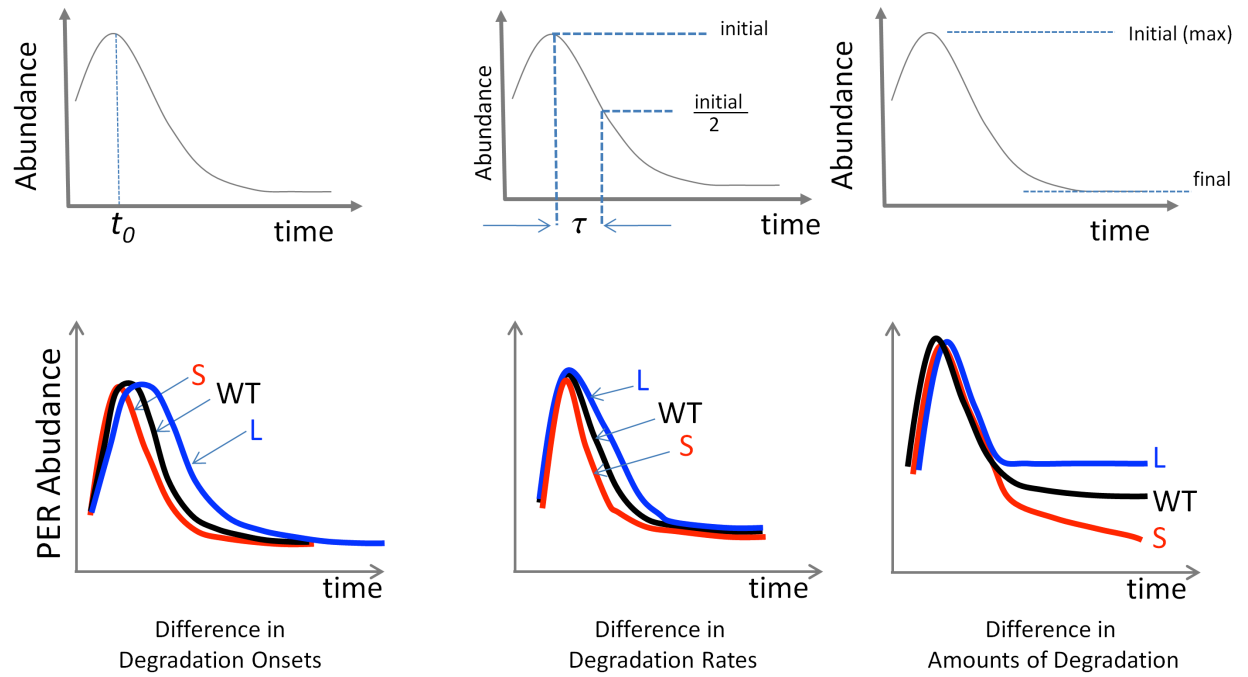 Abundance
t0
time
Abundance
initial
initial
2
τ
time
Abundance
Initial (max)
final
time
PER Abudance
S
WT
L
time
L
WT
S
time
L
WT
S
time
Difference in
Degradation Onsets
Difference in
Degradation Rates
Difference in
Amounts of Degradation